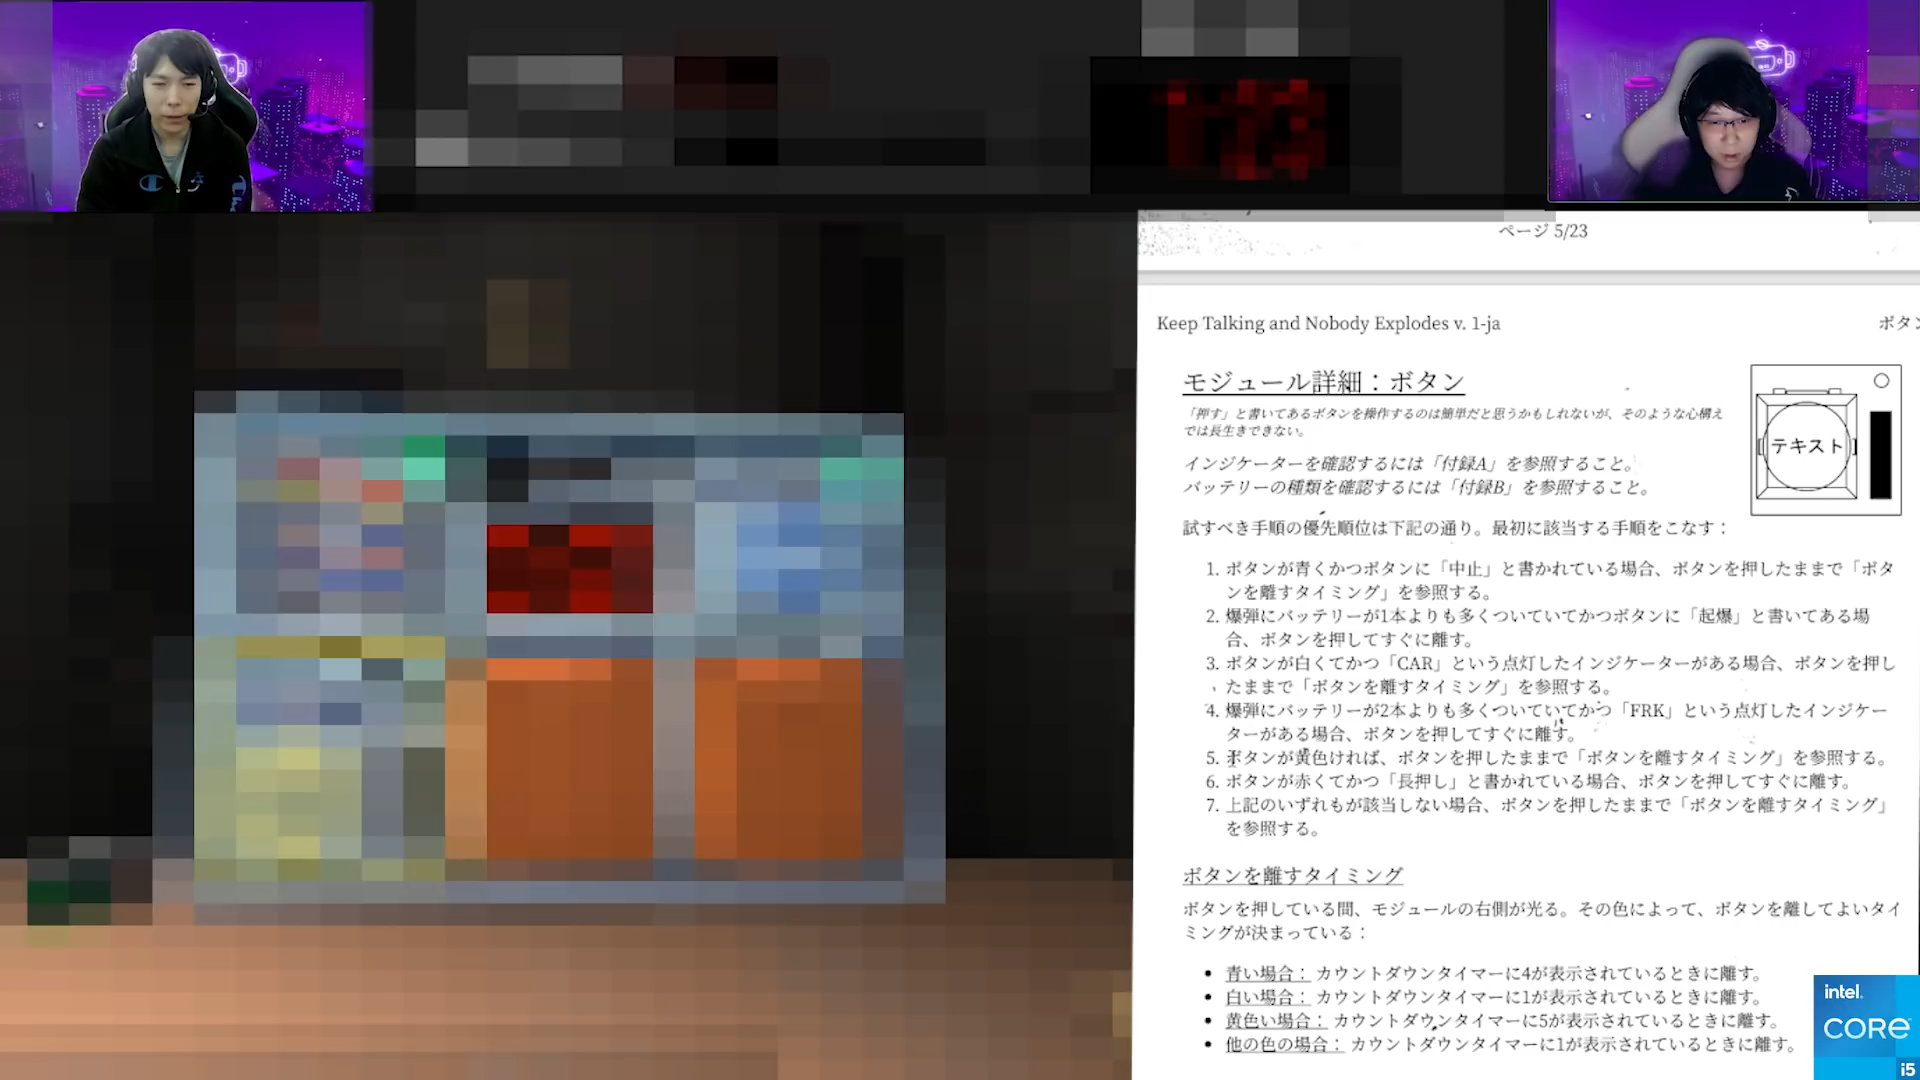 ページ 5/23
Keep Talking and Nobody Explodes v. 1-ja
ボタン
モジュール詳細：ボタン
「押す」と書いてあるボタンを操作するのは簡単だと思うかもしれないが、そのような心構え
では長生きできない。
インジケーターを確認するには「付録A」を参照すること。
バッテリーの種類を確認するには「付録B」を参照すること。
テキスト
試すべき手順の優先順位は下記の通り。最初に該当する手順をこなす：
1. ボタンが青くかつボタンに「中止」と書かれている場合、ボタンを押したままで「ボタ
ンを離すタイミング」を参照する。
2. 爆弾にバッテリーが1本よりも多くついていてかつボタンに「起爆」と書いてある場
合、ボタンを押してすぐに離す。
3. ボタンが白くてかつ「CAR」という点灯したインジケーターがある場合、ボタンを押し
たままで「ボタンを離すタイミング」を参照する。
4. 爆弾にバッテリーが2本よりも多くついていてかつ「FRK」という点灯したインジケー
ターがある場合、ボタンを押してすぐに離す。
5. ボタンが黄色ければ、ボタンを押したままで「ボタンを離すタイミング」を参照する。
6. ボタンが赤くてかつ「長押し」と書かれている場合、ボタンを押してすぐに離す。
7. 上記のいずれもが該当しない場合、ボタンを押したままで「ボタンを離すタイミング」
を参照する。
ボタンを離すタイミング
ボタンを押している間、モジュールの右側が光る。その色によって、ボタンを離してよいタイ
ミングが決まっている：
• 青い場合： カウントダウンタイマーに4が表示されているときに離す。
• 白い場合： カウントダウンタイマーに1が表示されているときに離す。
• 黄色い場合： カウントダウンタイマーに5が表示されているときに離す。
• 他の色の場合： カウントダウンタイマーに1が表示されているときに離す。
intel.
CORE
i5